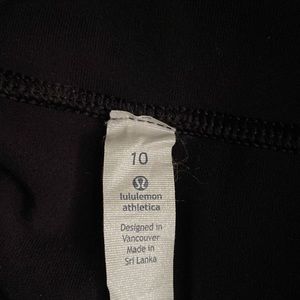 10
lululemon
athletica
Designed in
Vancouver
Made in
Sri Lanka